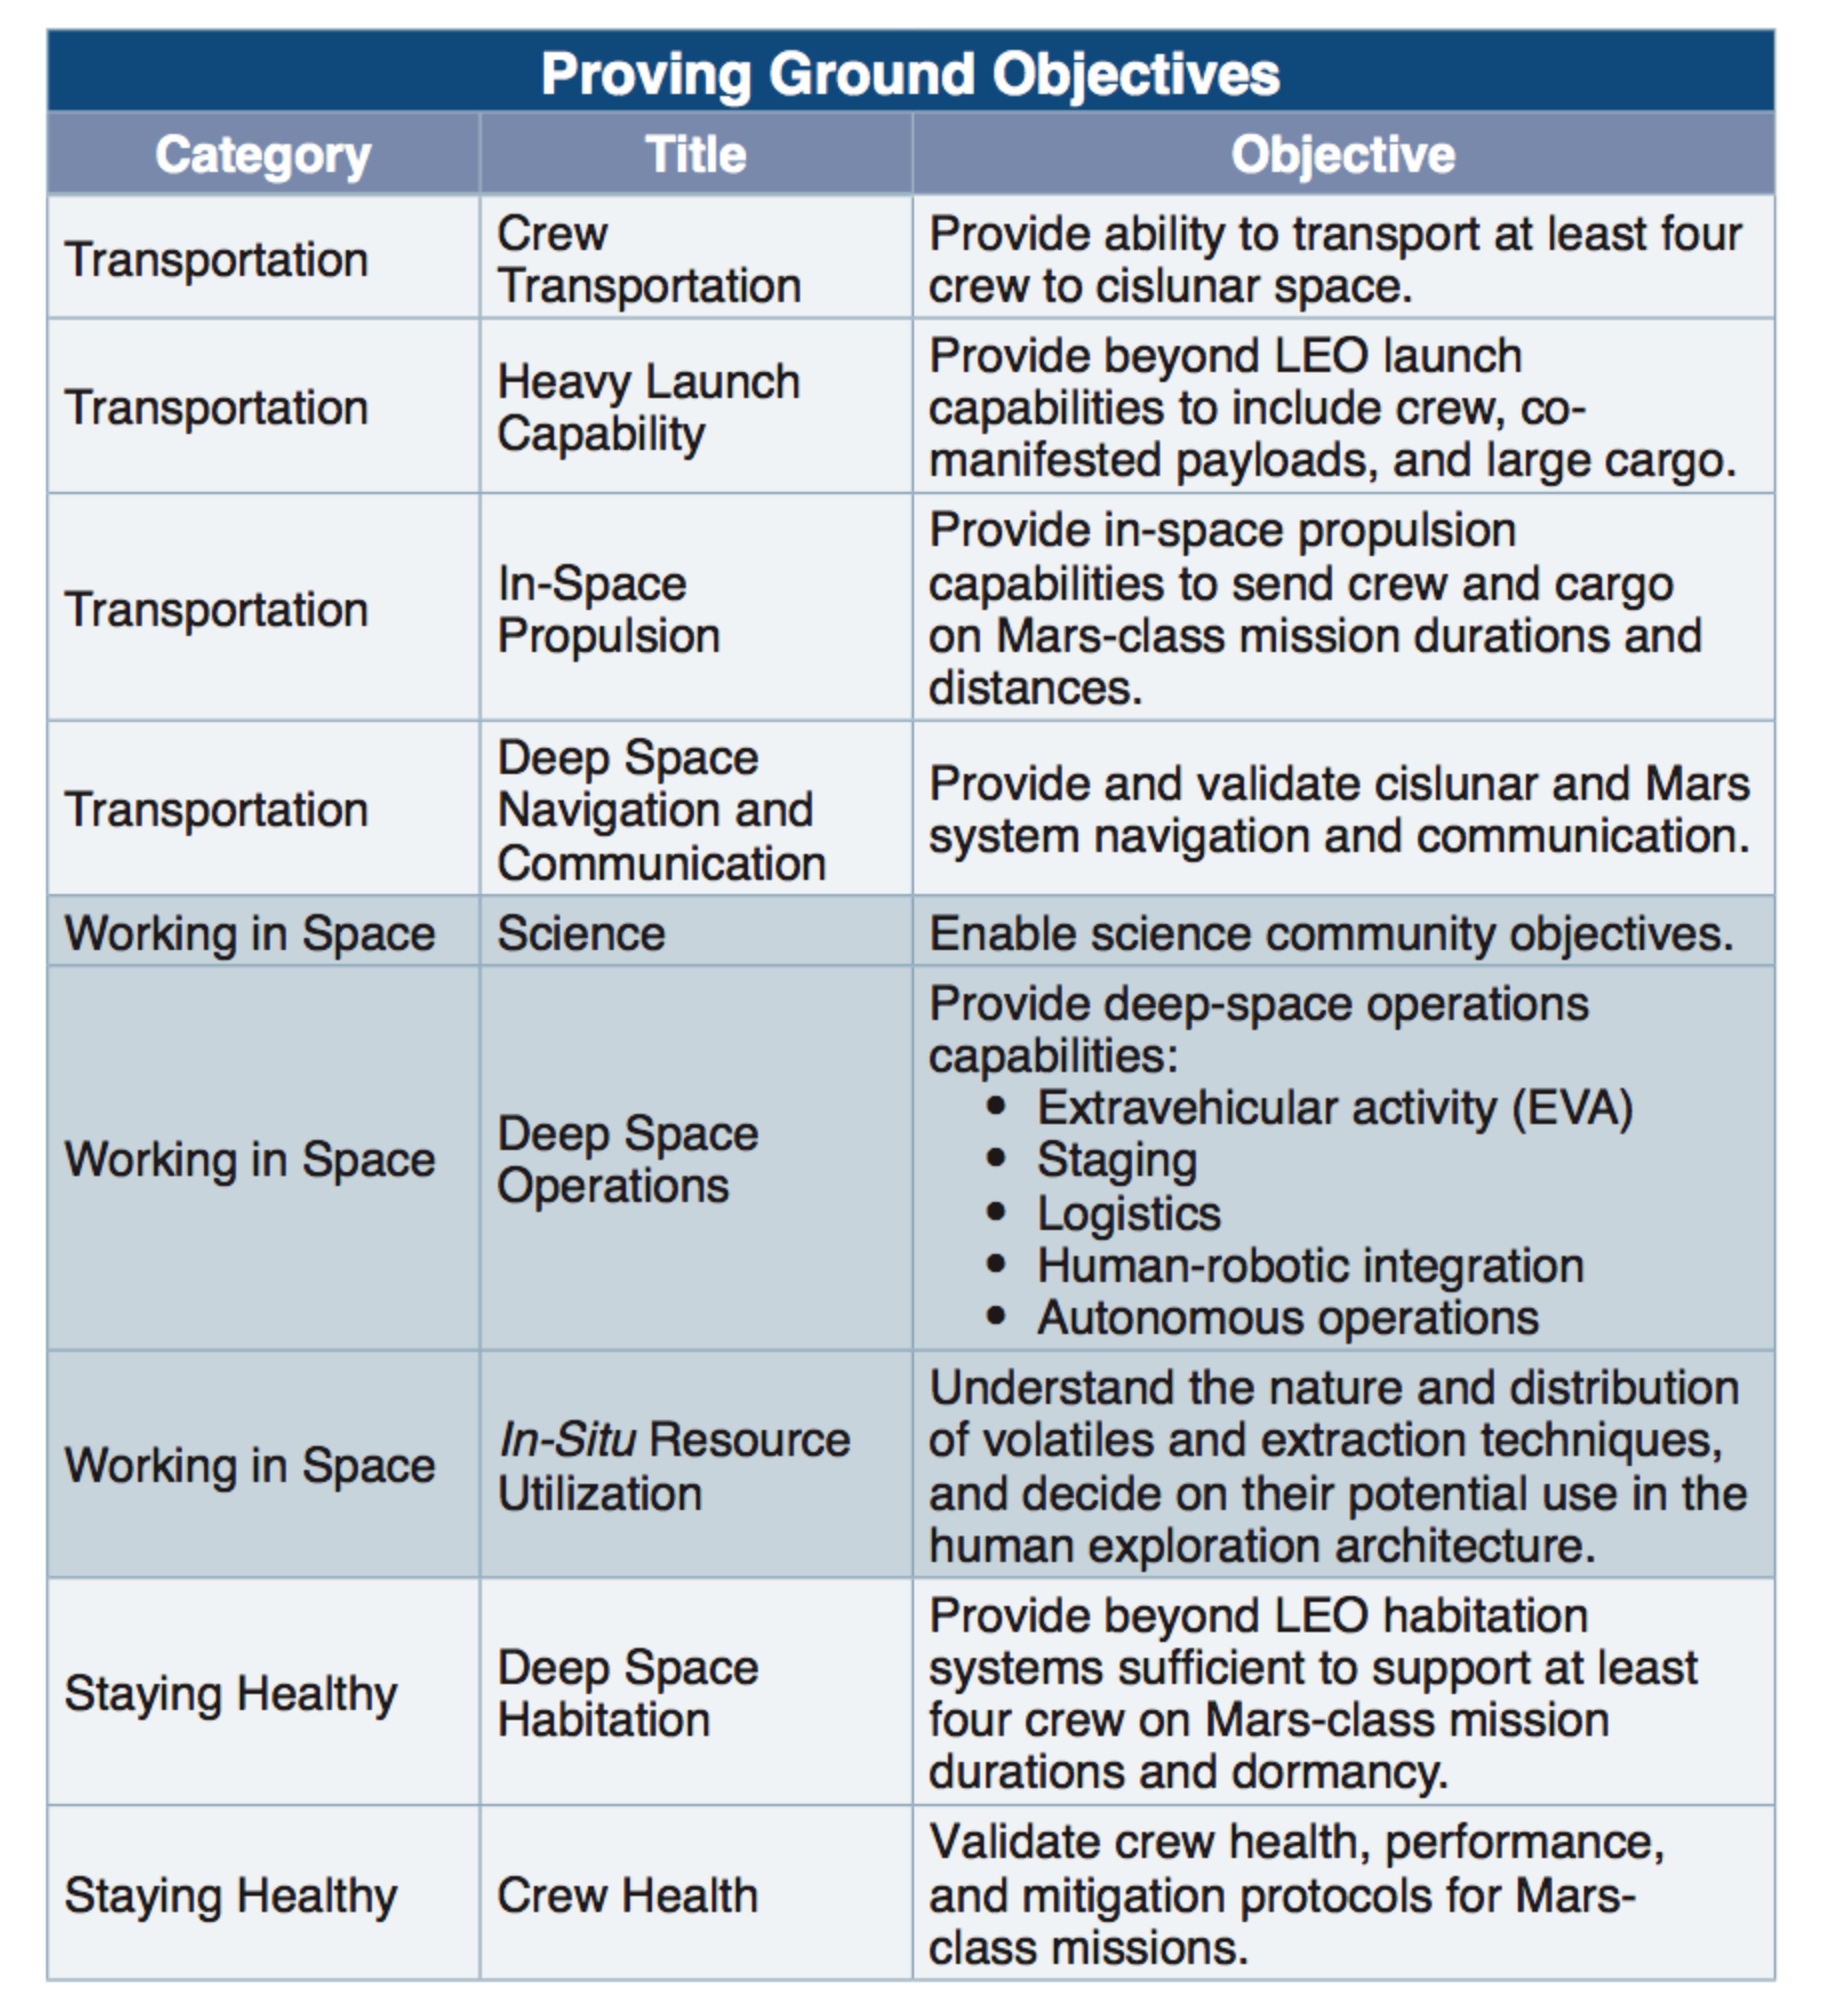 Proving Ground Objectives
Category Title Objective
Transportation
Crew
Transportation
Provide ability to transport at least four
crew to cislunar space.
Transportation
Heavy Launch
Capability
Provide beyond LEO launch
capabilities to include crew, co-
manifested payloads, and large cargo.
Transportation
In-Space
Propulsion
Provide in-space propulsion
capabilities to send crew and cargo
on Mars-class mission durations and
distances.
Transportation
Deep Space
Navigation and
Communication
Provide and validate cislunar and Mars
system navigation and communication.
Working in Space
Science
Enable science community objectives.
Working in Space
Deep Space
Operations
Provide deep-space operations
capabilities:
• Extravehicular activity (EVA)
• Staging
• Logistics
• Human-robotic integration
• Autonomous operations
Working in Space
In-Situ Resource
Utilization
Understand the nature and distribution
of volatiles and extraction techniques,
and decide on their potential use in the
human exploration architecture.
Staying Healthy
Deep Space
Habitation
Provide beyond LEO habitation
systems sufficient to support at least
four crew on Mars-class mission
durations and dormancy.
Staying Healthy
Crew Health
Validate crew health, performance,
and mitigation protocols for Mars-
class missions.